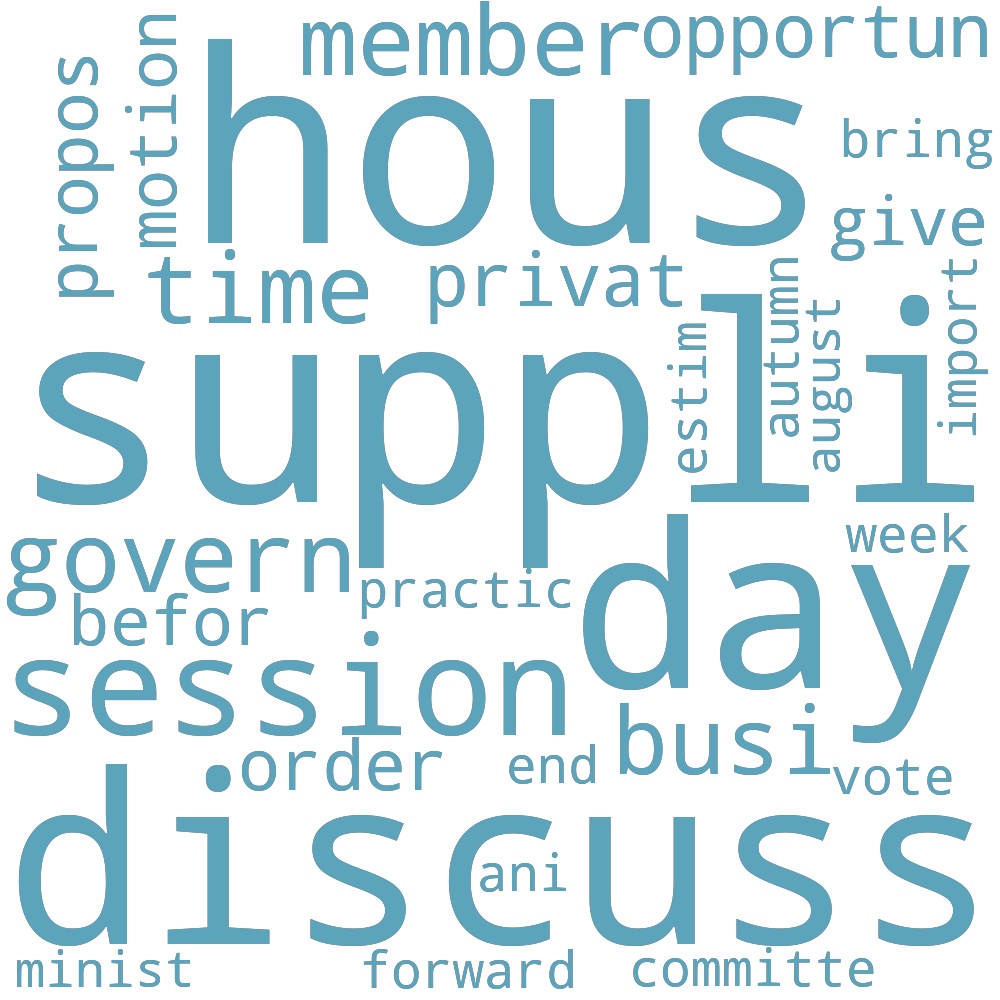 member
opportun
propos
motion
hous
bring
give
time
privat
suppli
estim
autumn
august
import
govern
week
practic
day
befor
session
busi
order
end
vote
discuss
ani
minist
forward
committe